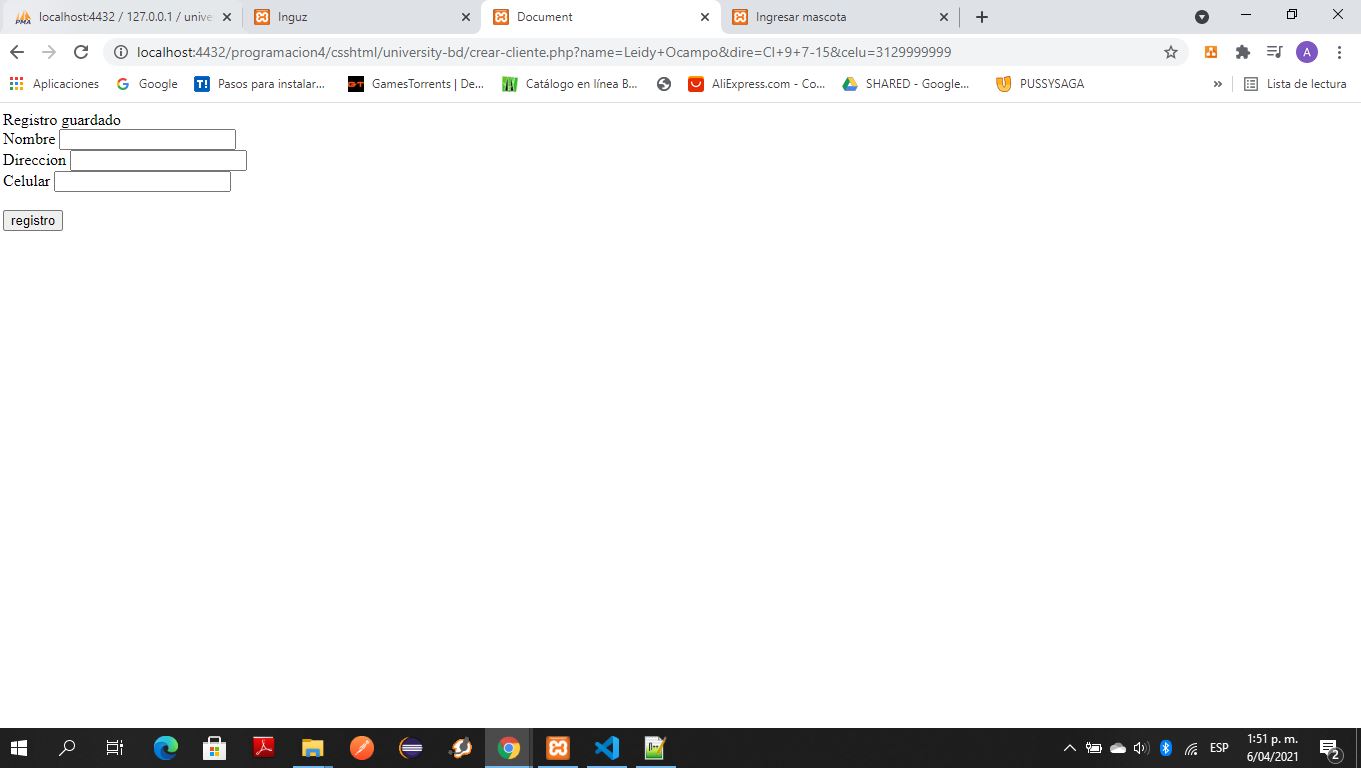 localhost:4432 / 127.0.0.1 / unive
Inguz
Document
Ingresar mascota
localhost:4432/programacion4/csshtml/university-bd/crear-cliente.php?name=Leidy+Ocampo&dire=Cl+9+7-15&celu=3129999999
A
Aplicaciones
Google
Pasos para instalar...
GamesTorrents | De...
Catálogo en línea B...
AliExpress.com - Co...
SHARED - Google...
PUSSYSAGA
»
Lista de lectura
Registro guardado
Nombre
Direccion
Celular
registro
ESP
1:51 p. m.
6/04/2021
2